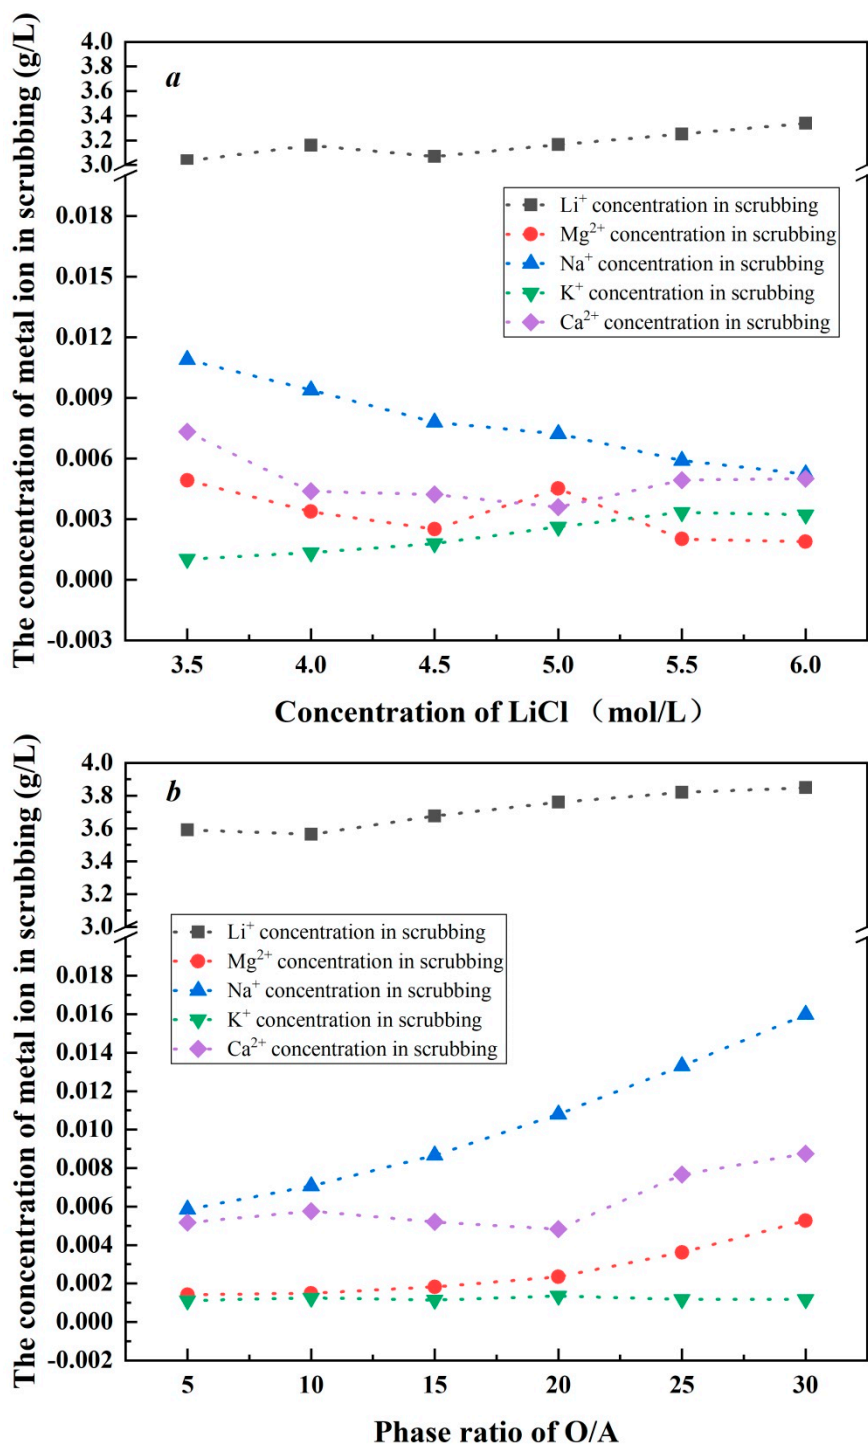 The concentration of metal ion in scrubbing (g/L)
a
4.0
3.8
3.6
3.4
3.2
3.0
0.018
0.015
0.012
0.009
0.006
0.003
0.000
-0.003
Li⁺ concentration in scrubbing
Mg²⁺ concentration in scrubbing
Na⁺ concentration in scrubbing
K⁺ concentration in scrubbing
Ca²⁺ concentration in scrubbing
3.5 4.0 4.5 5.0 5.5 6.0
Concentration of LiCl （mol/L）
The concentration of metal ion in scrubbing (g/L)
b
4.0
3.8
3.6
3.4
3.2
3.0
0.018
0.016
0.014
0.012
0.010
0.008
0.006
0.004
0.002
0.000
-0.002
Li⁺ concentration in scrubbing
Mg²⁺ concentration in scrubbing
Na⁺ concentration in scrubbing
K⁺ concentration in scrubbing
Ca²⁺ concentration in scrubbing
5 10 15 20 25 30
Phase ratio of O/A